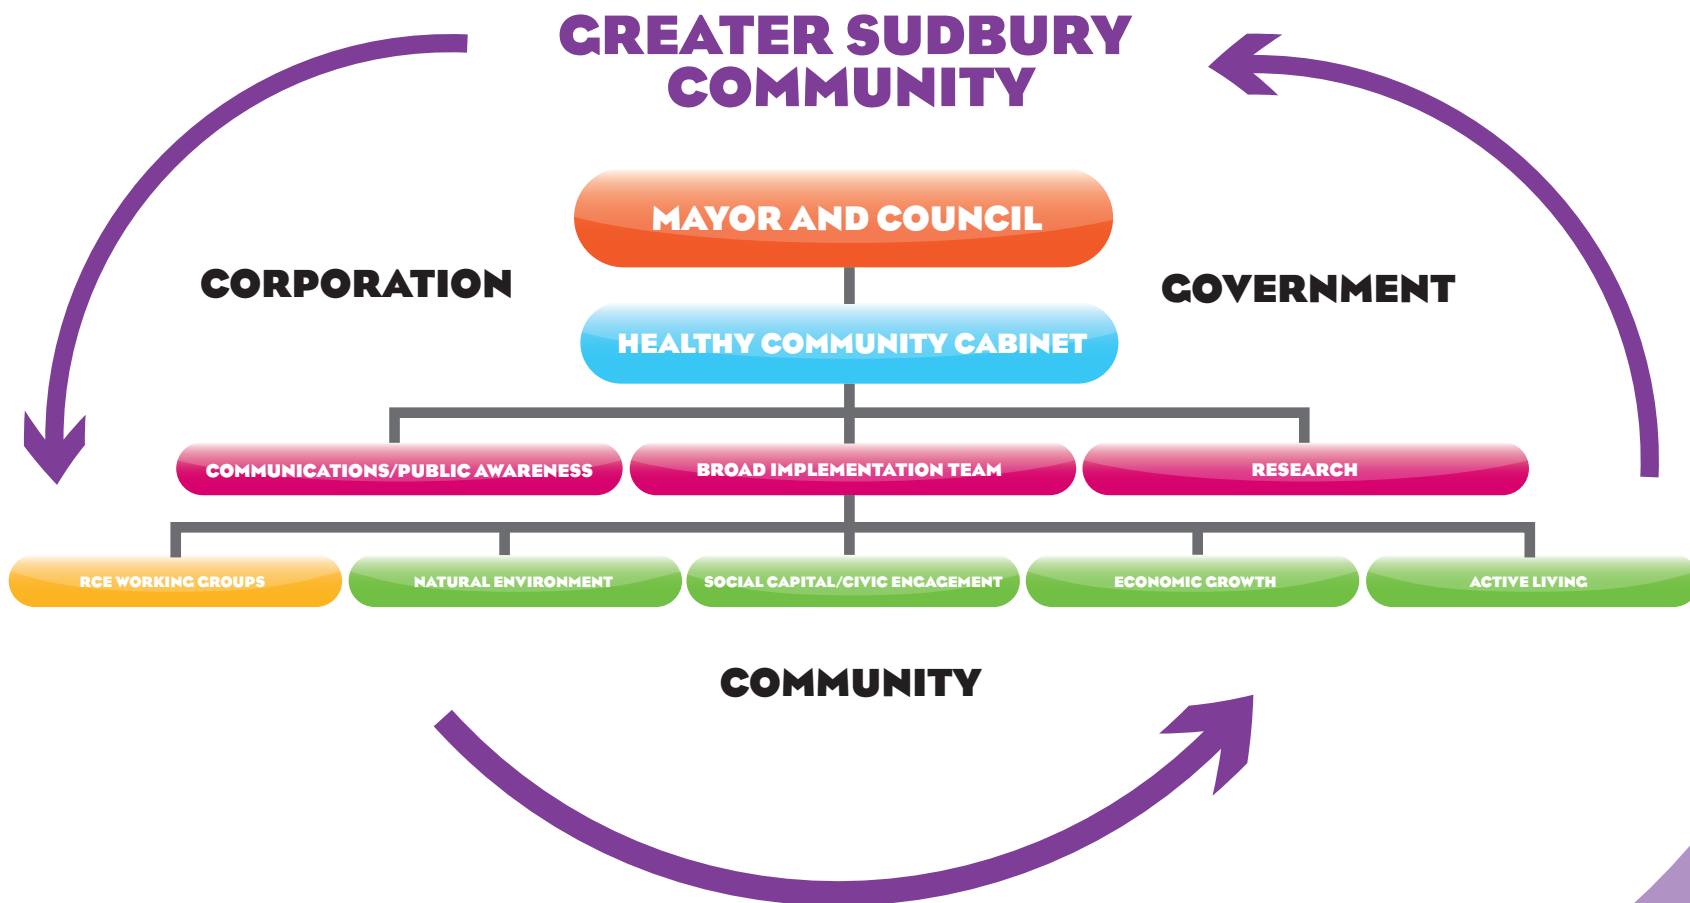 GREATER SUDBURY
COMMUNITY
MAYOR AND COUNCIL
CORPORATION
GOVERNMENT
HEALTHY COMMUNITY CABINET
COMMUNICATIONS/PUBLIC AWARENESS
BROAD IMPLEMENTATION TEAM
RESEARCH
RCE WORKING GROUPS
NATURAL ENVIRONMENT
SOCIAL CAPITAL/CIVIC ENGAGEMENT
ECONOMIC GROWTH
ACTIVE LIVING
COMMUNITY